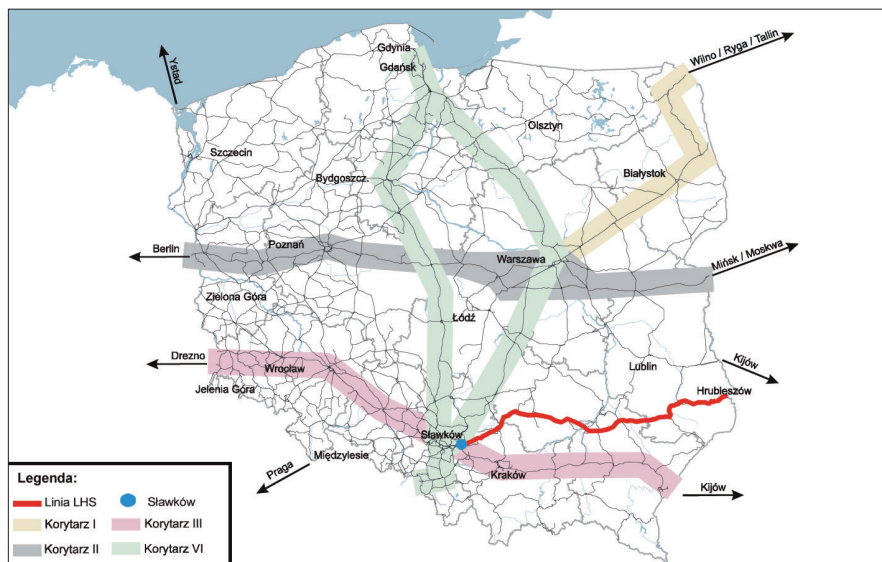 Gdynia
Gdańsk
Wilno / Ryga / Tallin
Ystad
Olsztyn
Szczecin
Białystok
Bydgoszcz.
Berlin
Poznań
Warszawa
Mińsk / Moskwa
Zielona Góra
Łódź
Drezno
Wrocław
Lublin
Kijów
Jelenia Góra
Hrubieszów
Sławków
Praga
Międzylesie
Kraków
Kijów
Legenda:
Linia LHS
Sławków
Korytarz I
Korytarz III
Korytarz II
Korytarz VI